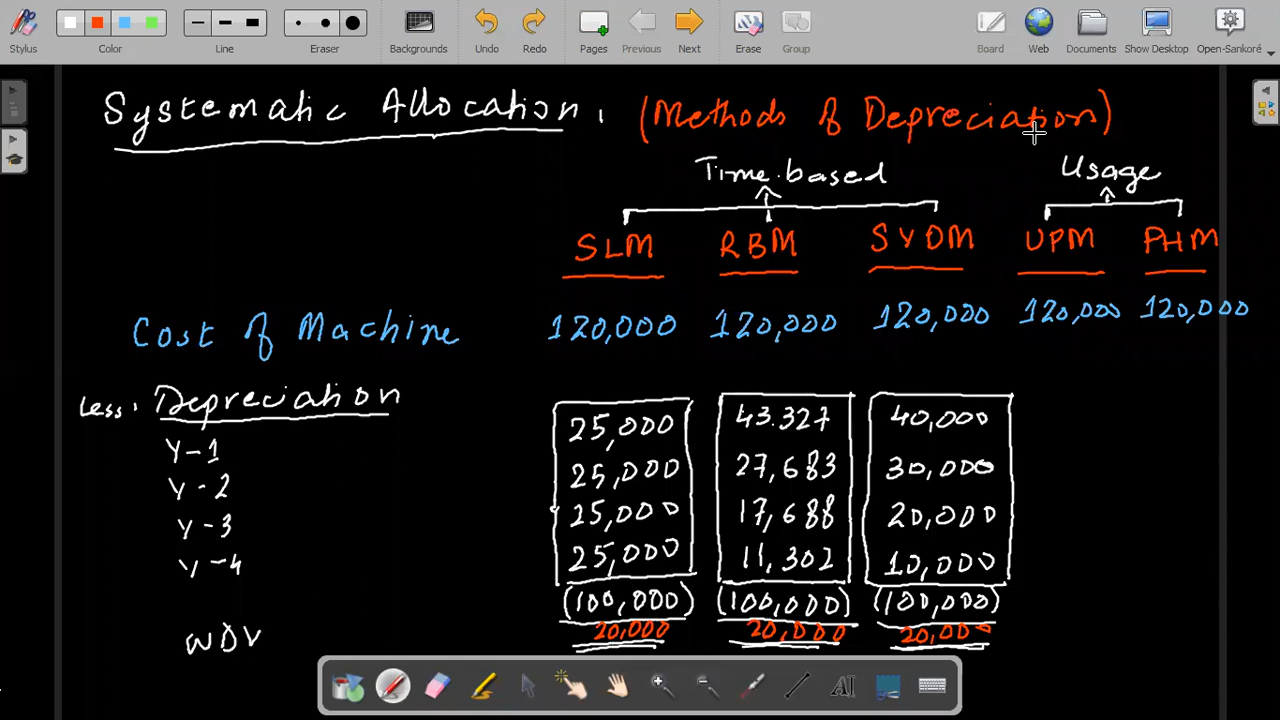 Stylus Color Line Eraser Backgrounds Undo Redo Pages Previous Next Erase Group Board Web Documents Show Desktop Open-Sankoré
Systematic Allocation : (Methods of Depreciation)
Time based Usage
SLM RBM SYDM UPM PHM
Cost of Machine 120,000 120,000 120,000 120,000 120,000
Less: Depreciation
Y-1 25,000 43.327 40,000
Y-2 25,000 27,683 30,000
Y-3 25,000 17,688 20,000
Y-4 25,000 11,302 10,000
(100,000) (100,000) (100,000)
WDV 20,000 20,000 20,000
AI